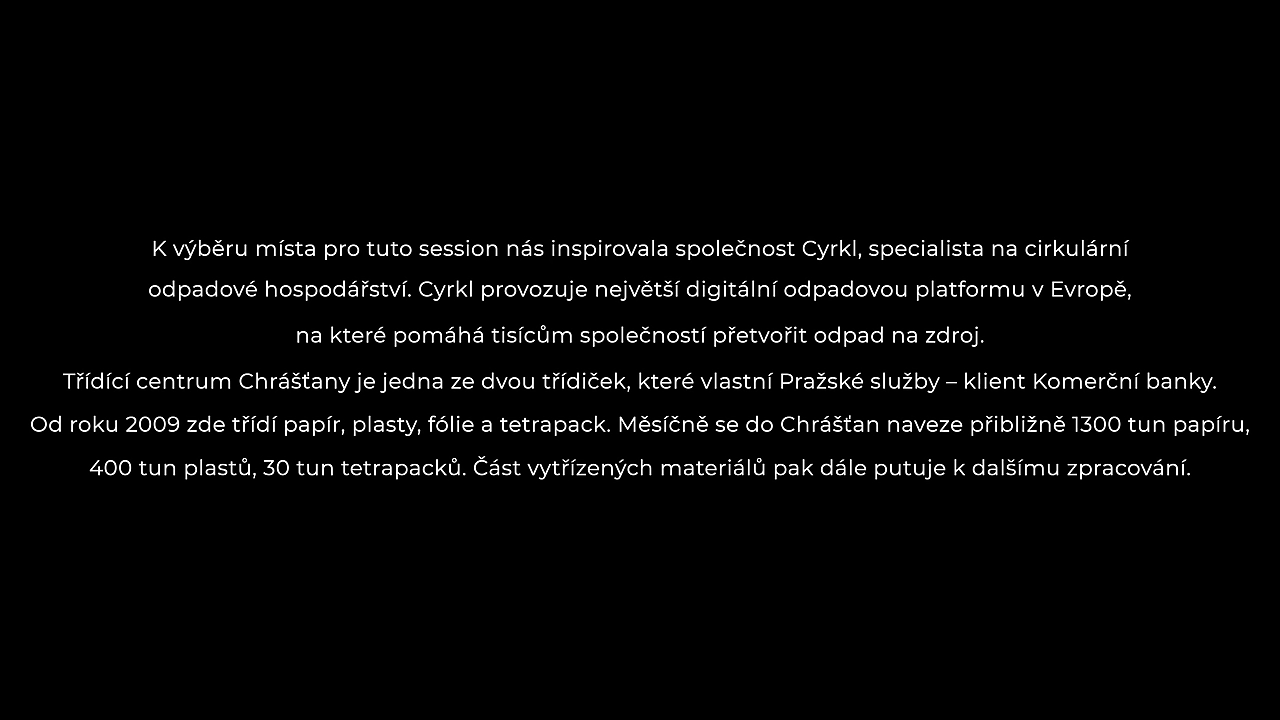 K výběru místa pro tuto session nás inspirovala společnost Cyrkl, specialista na cirkulární
odpadové hospodářství. Cyrkl provozuje největší digitální odpadovou platformu v Evropě,
na které pomáhá tisícům společností přetvořit odpad na zdroj.
Třídící centrum Chrášťany je jedna ze dvou třídiček, které vlastní Pražské služby – klient Komerční banky.
Od roku 2009 zde třídí papír, plasty, fólie a tetrapack. Měsíčně se do Chrášťan naveze přibližně 1300 tun papíru,
400 tun plastů, 30 tun tetrapacků. Část vytřízených materiálů pak dále putuje k dalšímu zpracování.